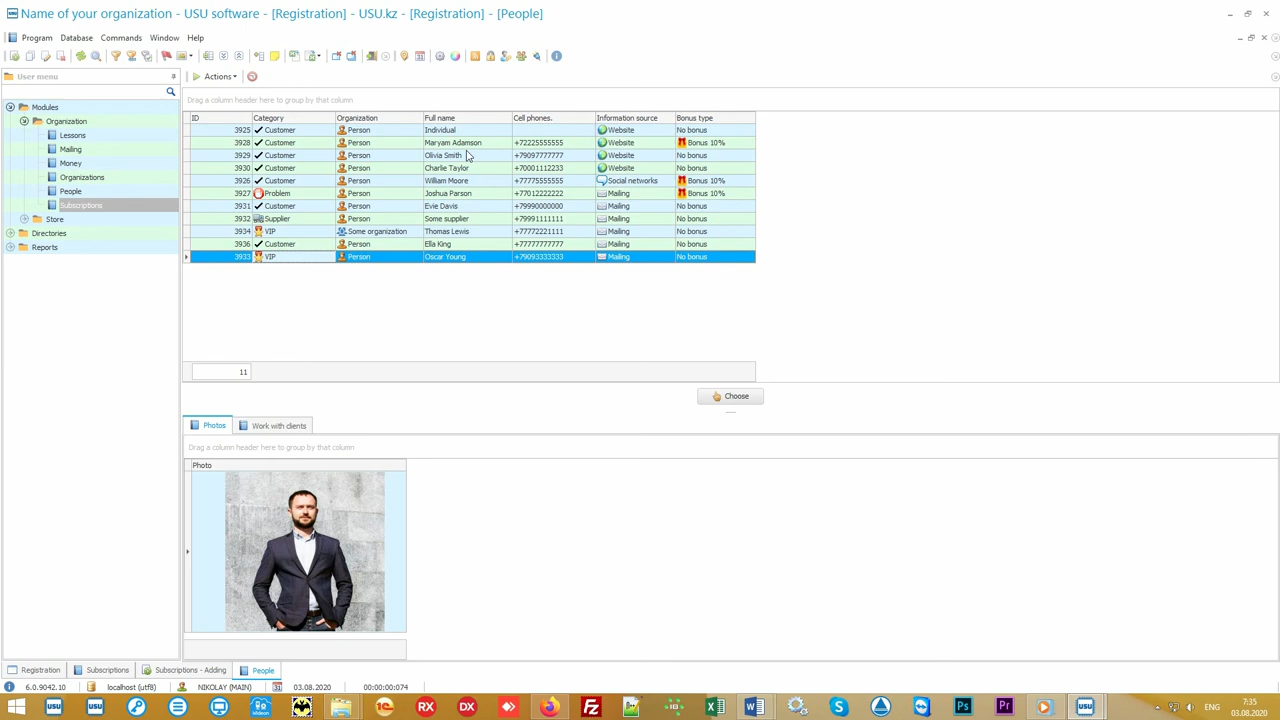 Name of your organization - USU software - [Registration] - USU.kz - [Registration] - [People]
Program Database Commands Window Help
User menu
Actions
Modules
Organization
Lessons
Mailing
Money
Organizations
People
Subscriptions
Store
Directories
Reports
Drag a column header here to group by that column
ID Category Organization Full name Cell phones. Information source Bonus type
3925 Customer Person Individual Website No bonus
3928 Customer Person Maryam Adamson +72225555555 Website Bonus 10%
3929 Customer Person Olivia Smith +79097777777 Website No bonus
3930 Customer Person Charlie Taylor +70001112233 Website No bonus
3926 Customer Person William Moore +77775555555 Social networks Bonus 10%
3927 Problem Person Joshua Parson +77012222222 Mailing Bonus 10%
3931 Customer Person Evie Davis +79990000000 Mailing No bonus
3932 Supplier Person Some supplier +79991111111 Mailing No bonus
3934 VIP Some organization Thomas Lewis +77772221111 Mailing No bonus
3936 Customer Person Ella King +77777777777 Mailing No bonus
3933 VIP Person Oscar Young +79093333333 Mailing No bonus
11
Choose
Photos Work with clients
Drag a column header here to group by that column
Photo
Registration Subscriptions Subscriptions - Adding People
6.0.9042.10 localhost (utf8) NIKOLAY (MAIN) 03.08.2020 00:00:00:074
USU USU RX DX Fz Ps Pr USU ENG 7:35
03.08.2020